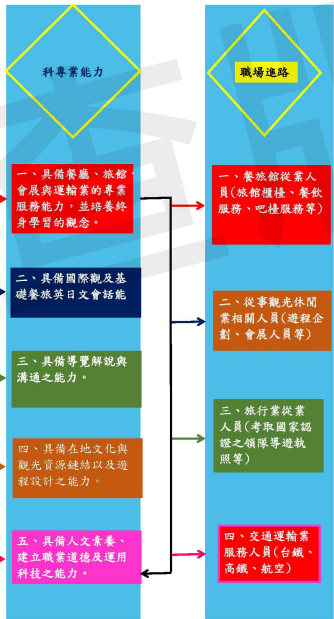 科專業能力
一、具備餐廳、旅館、
會展與運輸業的專業
服務能力，並培養終
身學習的觀念。
二、具備國際觀及基
礎餐旅英日文會話能
三、具備導覽解說與
溝通之能力。
四、具備在地文化與
觀光資源鏈結以及遊
程設計之能力。
五、具備人文素養、
建立職業道德及運用
科技之能力。
職場進路
一、餐旅館從業人
員(旅館櫃檯、餐飲
服務、吧檯服務等)
二、從事觀光休閒
業相關人員(遊程企
劃、會展人員等)
三、旅行業從業
人員(考取國家認
證之領隊導遊執
照等)
四、交通運輸業
服務人員(台鐵、
高鐵、航空)